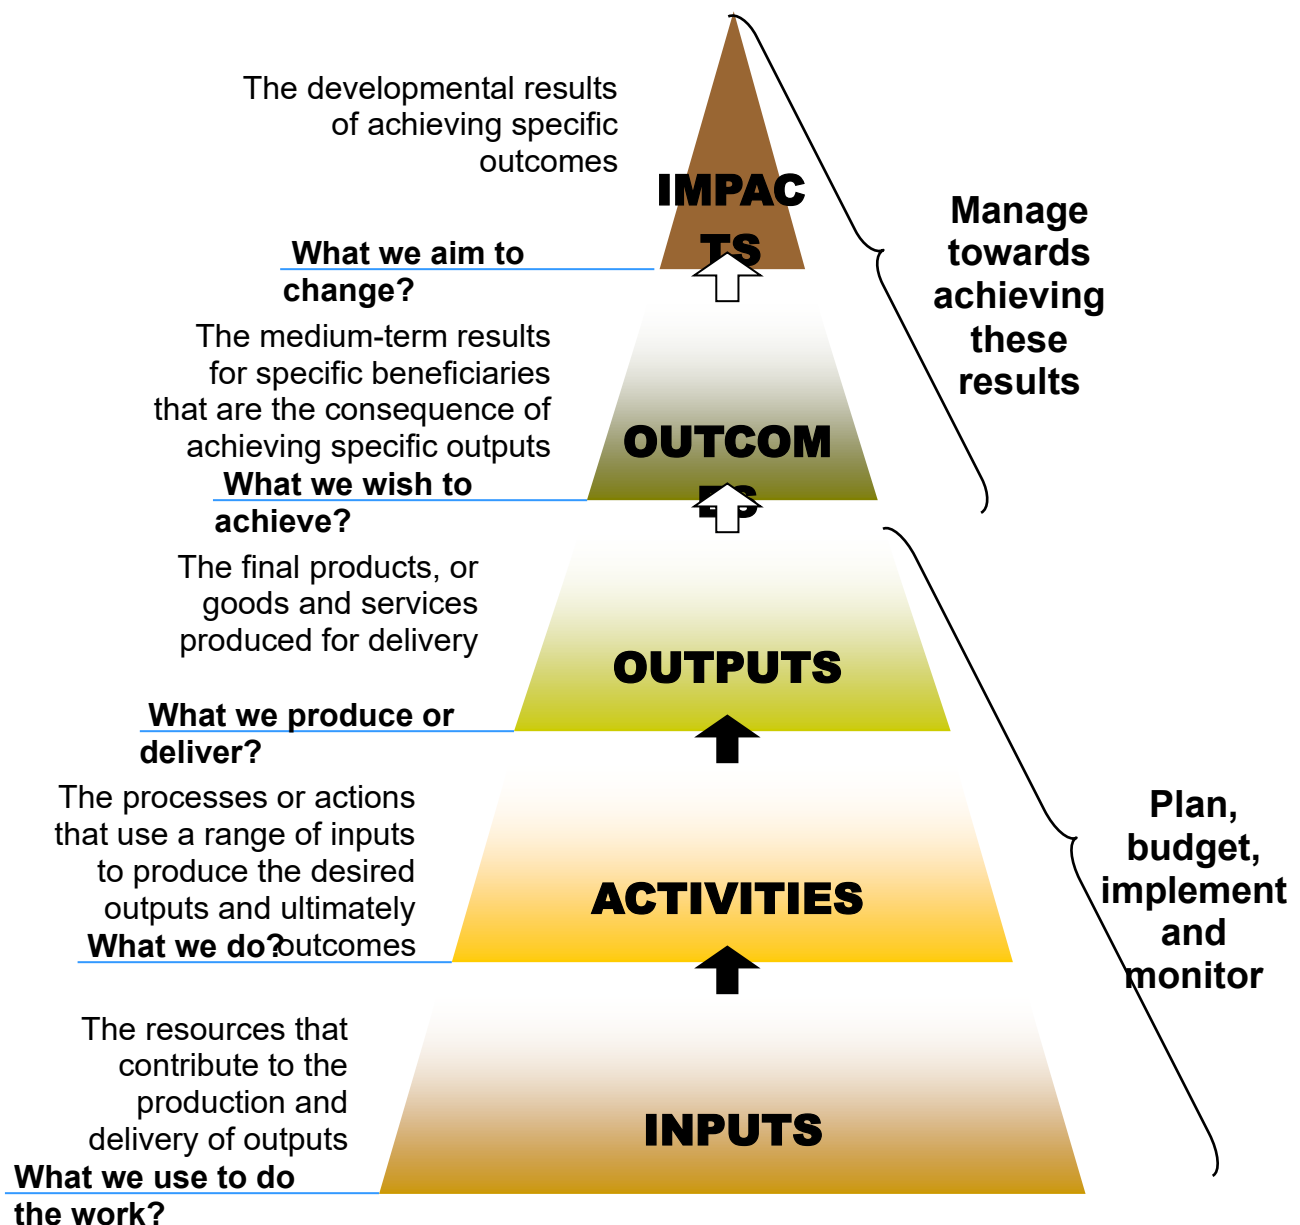 The developmental results
of achieving specific
outcomes
IMPAC
TS
What we aim to
change?
Manage
towards
achieving
these
results
The medium-term results
for specific beneficiaries
that are the consequence of
achieving specific outputs
OUTCOM
ES
What we wish to
achieve?
The final products, or
goods and services
produced for delivery
OUTPUTS
What we produce or
deliver?
The processes or actions
that use a range of inputs
to produce the desired
outputs and ultimately
outcomes
ACTIVITIES
What we do?
Plan,
budget,
implement
and
monitor
The resources that
contribute to the
production and
delivery of outputs
INPUTS
What we use to do
the work?